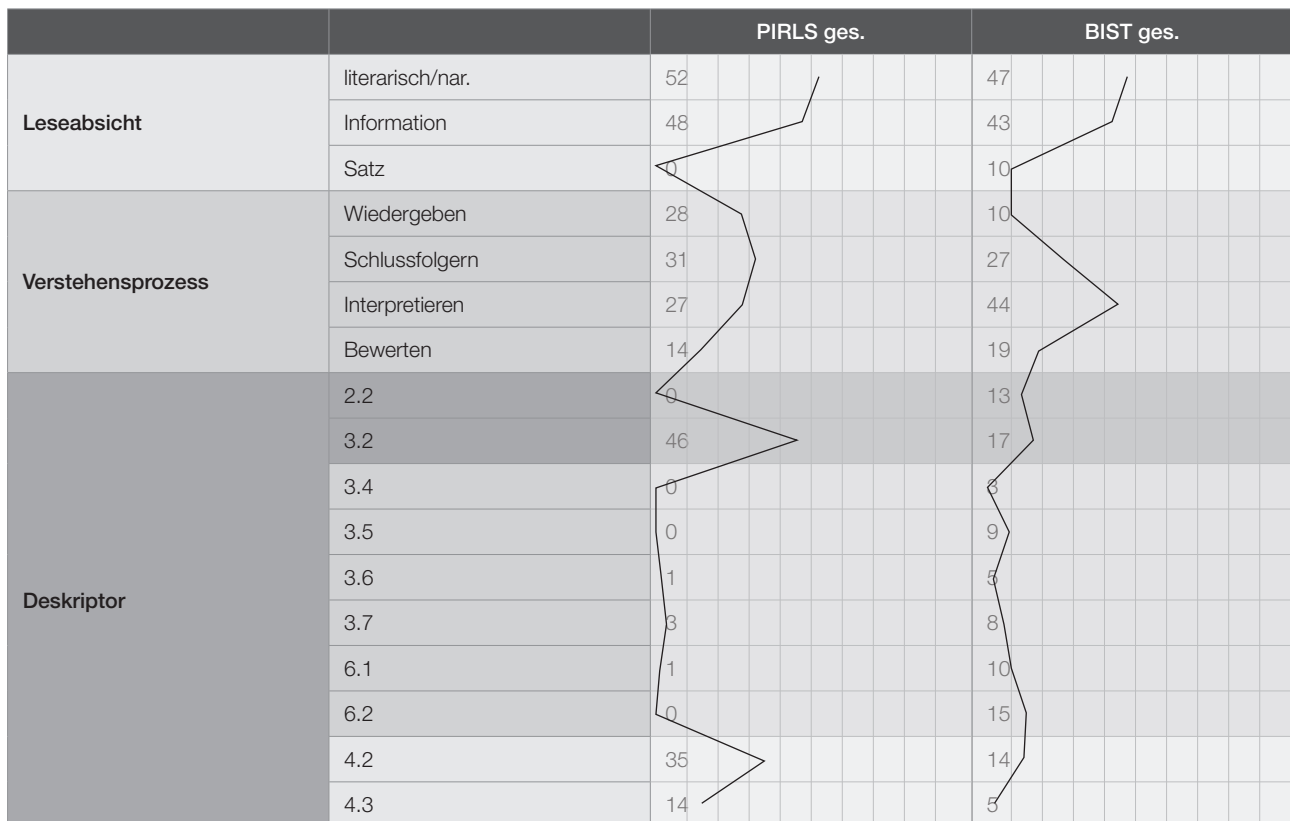 PIRLS ges. BIST ges.
Leseabsicht
literarisch/nar. 52 47
Information 48 43
Satz 0 10
Verstehensprozess
Wiedergeben 28 10
Schlussfolgern 31 27
Interpretieren 27 44
Bewerten 14 19
Deskriptor
2.2 0 13
3.2 46 17
3.4 0 3
3.5 0 9
3.6 1 5
3.7 3 8
6.1 1 10
6.2 0 15
4.2 35 14
4.3 14 5